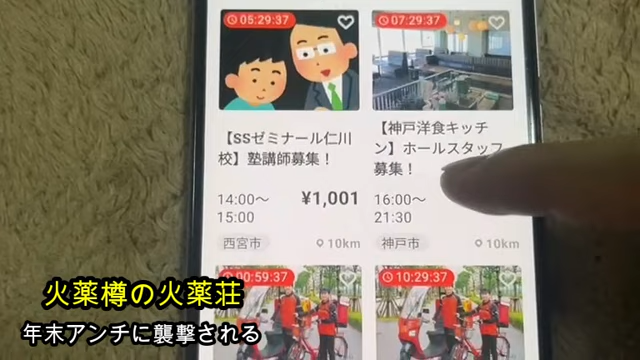 05:29:37
07:29:37
【SSゼミナール仁川
校】塾講師募集！
【神戸洋食キッチ
ン】ホールスタッフ
募集！
14:00〜
15:00
¥1,001
16:00〜
21:30
西宮市
10km
神戸市
10km
00:59:37
10:29:37
火薬樽の火薬荘
年末アンチに襲撃される